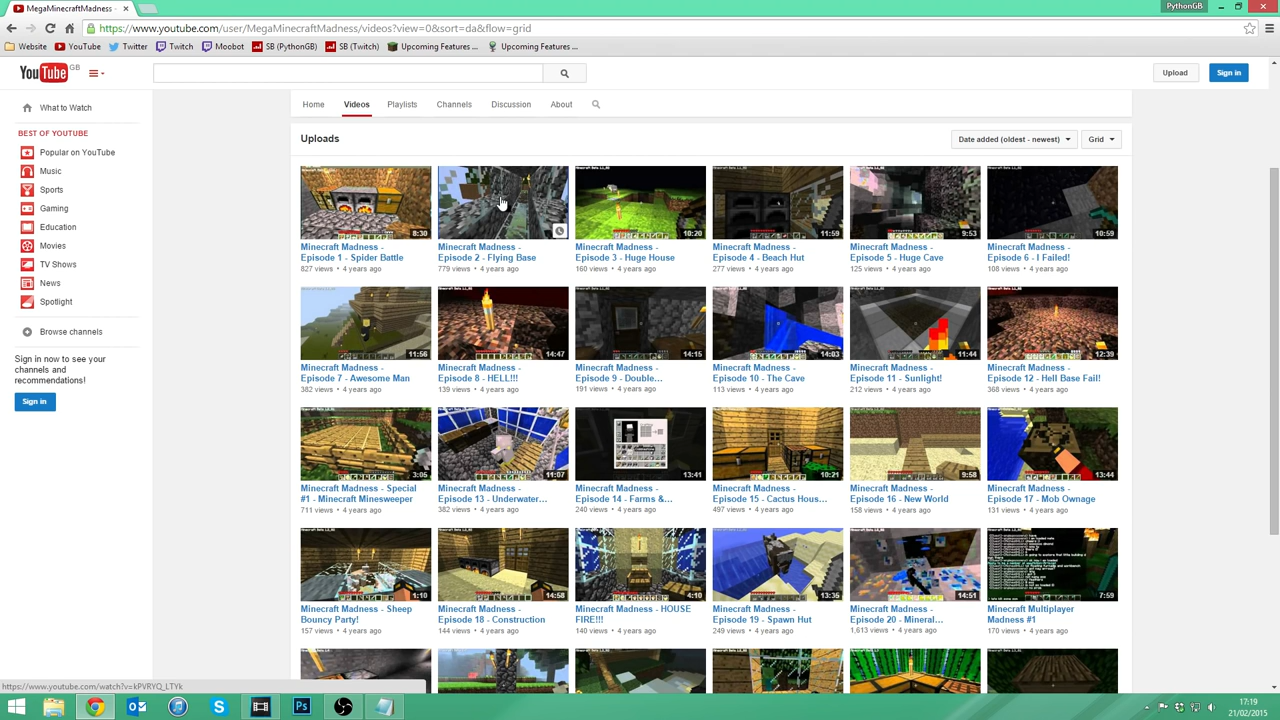 MegaMinecraftMadness -
PythonGB
https://www.youtube.com/user/MegaMinecraftMadness/videos?view=0&sort=da&flow=grid
Website YouTube Twitter Twitch Moobot SB (PythonGB) SB (Twitch) Upcoming Features ... Upcoming Features ...
YouTube GB
Upload Sign in
What to Watch
BEST OF YOUTUBE
Popular on YouTube
Music
Sports
Gaming
Education
Movies
TV Shows
News
Spotlight
Browse channels
Sign in now to see your
channels and
recommendations!
Sign in
Home Videos Playlists Channels Discussion About
Uploads
Date added (oldest - newest) Grid
8:30 10:20 11:59 9:53 10:59
Minecraft Madness - Minecraft Madness - Minecraft Madness - Minecraft Madness - Minecraft Madness - Minecraft Madness -
Episode 1 - Spider Battle Episode 2 - Flying Base Episode 3 - Huge House Episode 4 - Beach Hut Episode 5 - Huge Cave Episode 6 - I Failed!
827 views • 4 years ago 779 views • 4 years ago 160 views • 4 years ago 277 views • 4 years ago 125 views • 4 years ago 108 views • 4 years ago
11:56 14:47 14:15 14:03 11:44 12:39
Minecraft Madness - Minecraft Madness - Minecraft Madness - Minecraft Madness - Minecraft Madness - Minecraft Madness -
Episode 7 - Awesome Man Episode 8 - HELL!!! Episode 9 - Double... Episode 10 - The Cave Episode 11 - Sunlight! Episode 12 - Hell Base Fail!
382 views • 4 years ago 139 views • 4 years ago 191 views • 4 years ago 113 views • 4 years ago 212 views • 4 years ago 368 views • 4 years ago
3:05 11:07 13:41 10:21 9:58 13:44
Minecraft Madness - Special Minecraft Madness - Minecraft Madness - Minecraft Madness - Minecraft Madness - Minecraft Madness -
#1 - Minecraft Minesweeper Episode 13 - Underwater... Episode 14 - Farms &... Episode 15 - Cactus Hous... Episode 16 - New World Episode 17 - Mob Ownage
711 views • 4 years ago 382 views • 4 years ago 240 views • 4 years ago 497 views • 4 years ago 158 views • 4 years ago 131 views • 4 years ago
1:10 14:58 4:10 13:35 14:51 7:59
Minecraft Madness - Sheep Minecraft Madness - Minecraft Madness - HOUSE Minecraft Madness - Minecraft Madness - Minecraft Multiplayer
Bouncy Party! Episode 18 - Construction FIRE!!! Episode 19 - Spawn Hut Episode 20 - Mineral... Madness #1
157 views • 4 years ago 144 views • 4 years ago 140 views • 4 years ago 249 views • 4 years ago 1,613 views • 4 years ago 170 views • 4 years ago
https://www.youtube.com/watch?v=kPVRYQ_LTYk
17:19
21/02/2015